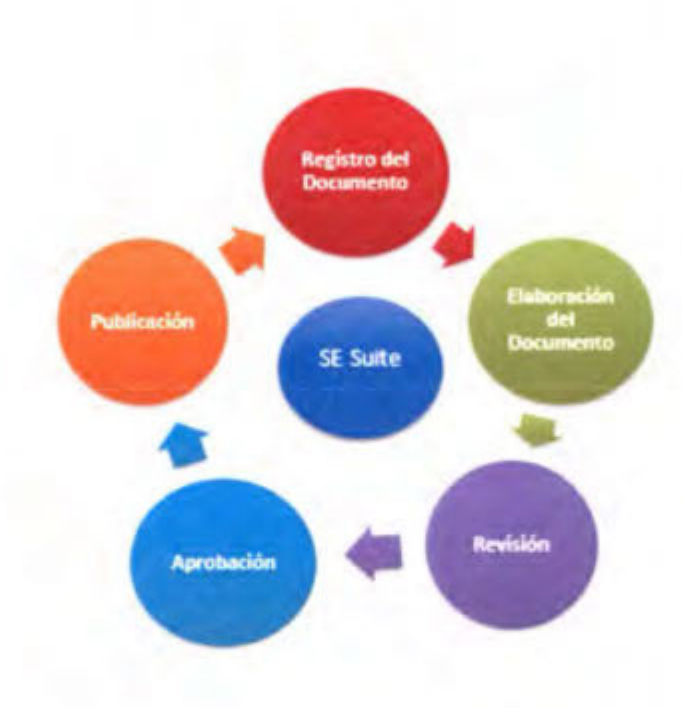 Registro del
Documento
Elaboración
del
Documento
Revisión
Aprobación
Publicación
SE Suite